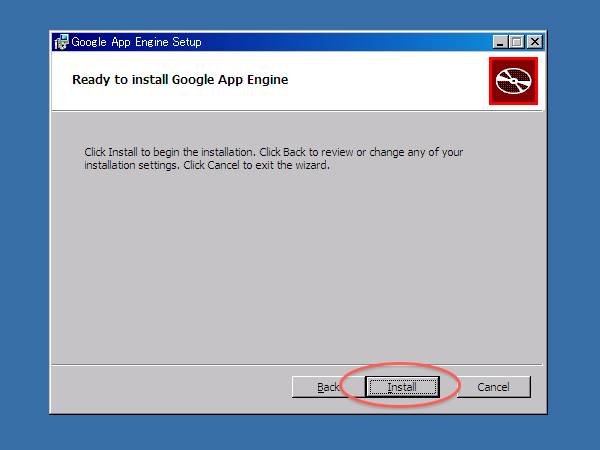 Google App Engine Setup
Ready to install Google App Engine
Click Install to begin the installation. Click Back to review or change any of your
installation settings. Click Cancel to exit the wizard.
Back Install Cancel